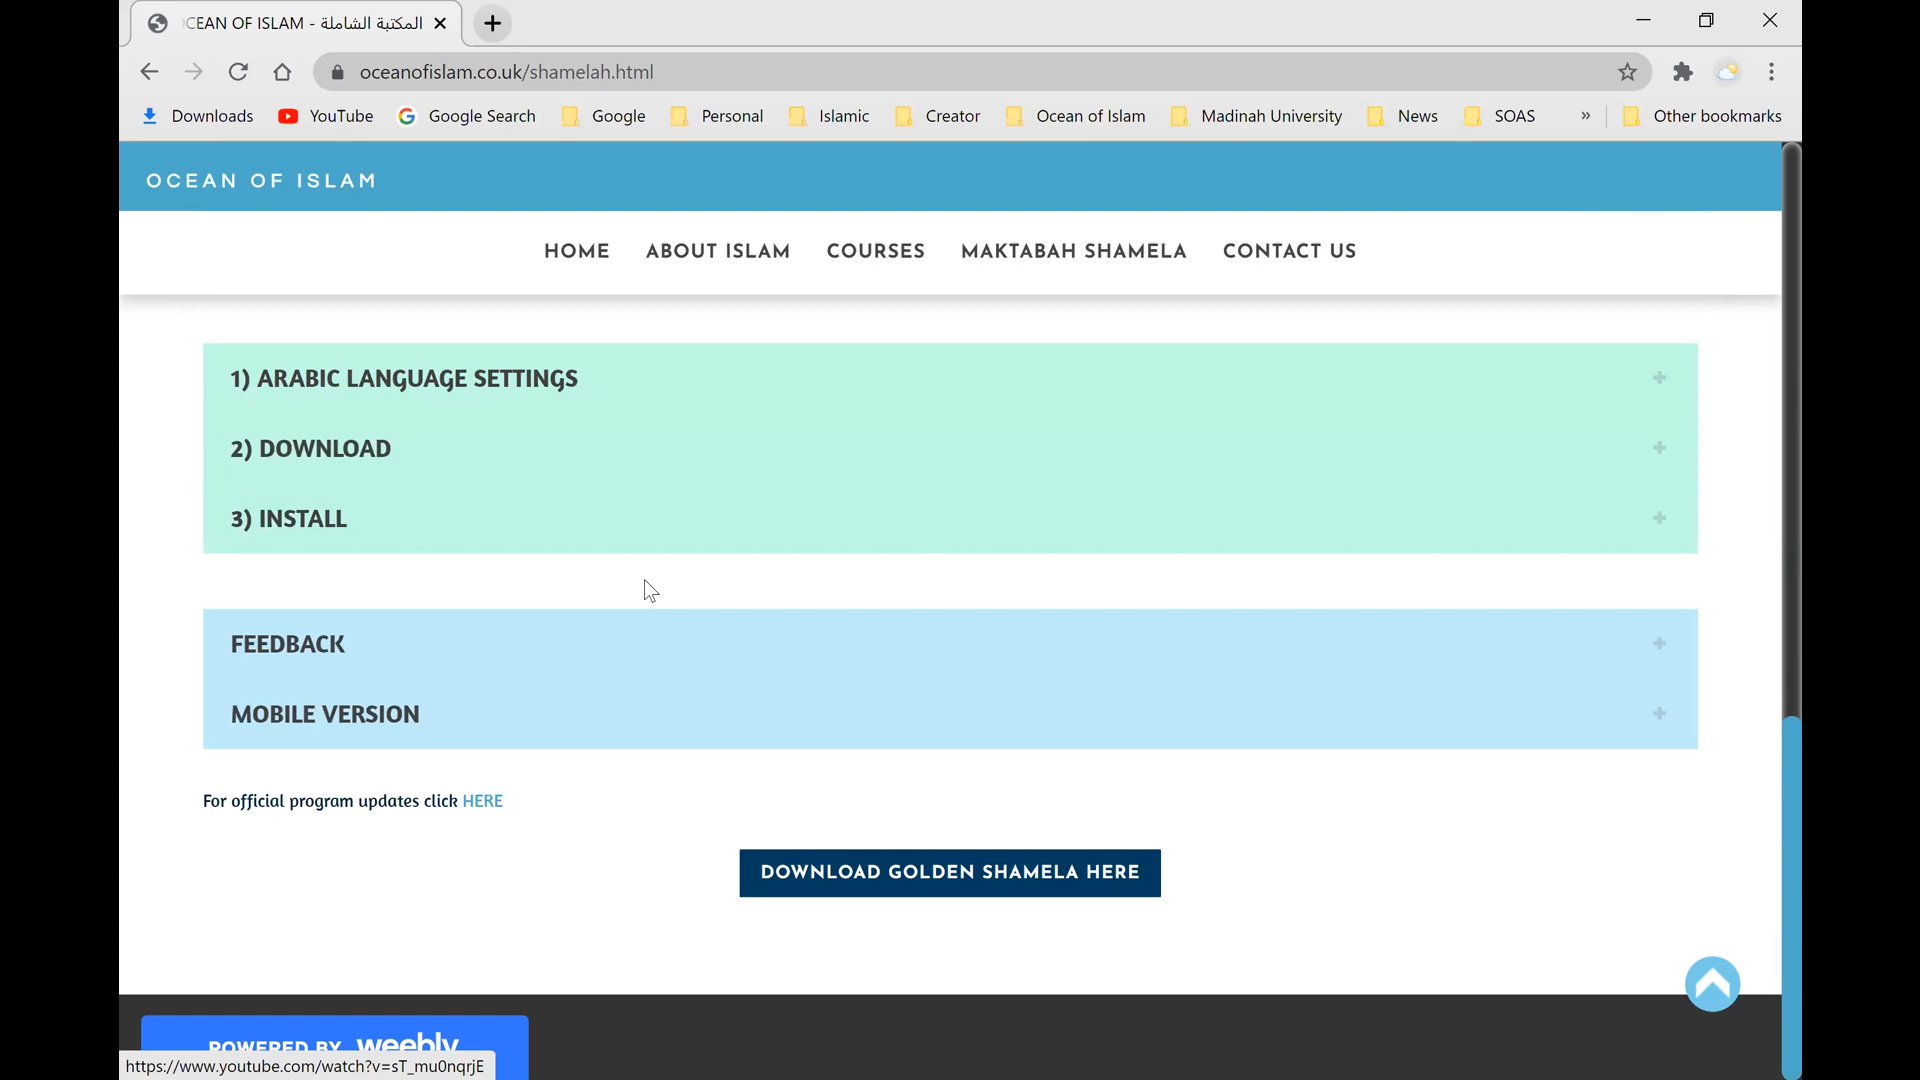 OCEAN OF ISLAM - المكتبة الشاملة
oceanofislam.co.uk/shamelah.html
Downloads YouTube Google Search Google Personal Islamic Creator Ocean of Islam Madinah University News SOAS » Other bookmarks
OCEAN OF ISLAM
HOME ABOUT ISLAM COURSES MAKTABAH SHAMELA CONTACT US
1) ARABIC LANGUAGE SETTINGS
2) DOWNLOAD
3) INSTALL
FEEDBACK
MOBILE VERSION
For official program updates click HERE
DOWNLOAD GOLDEN SHAMELA HERE
POWERED BY weebly
https://www.youtube.com/watch?v=sT_mu0nqrjE